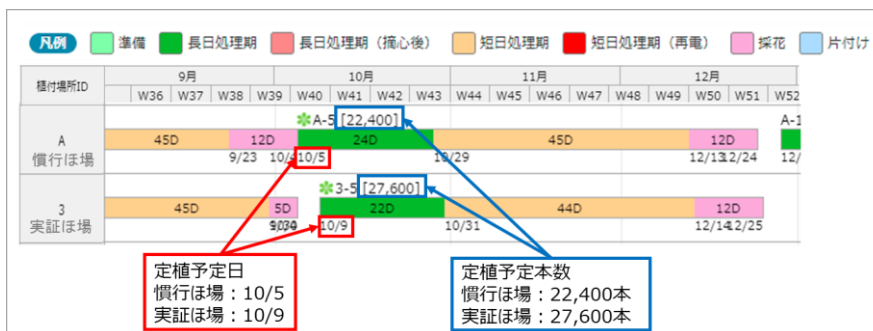 凡例 準備 長日処理期 長日処理期（摘心後） 短日処理期 短日処理期（再電） 採花 片付け
植付場所ID 9月 10月 11月 12月
W36 W37 W38 W39 W40 W41 W42 W43 W44 W45 W46 W47 W48 W49 W50 W51 W52
A-5 [22,400] A-1
A
慣行ほ場
45D 12D 24D 45D 12D
9/23 10/4 10/5 10/29 12/13 12/24 12/
3-5 [27,600]
3
実証ほ場
45D 5D 22D 44D 12D
10/9 10/31 12/14 12/25
定植予定日
慣行ほ場：10/5
実証ほ場：10/9
定植予定本数
慣行ほ場：22,400本
実証ほ場：27,600本